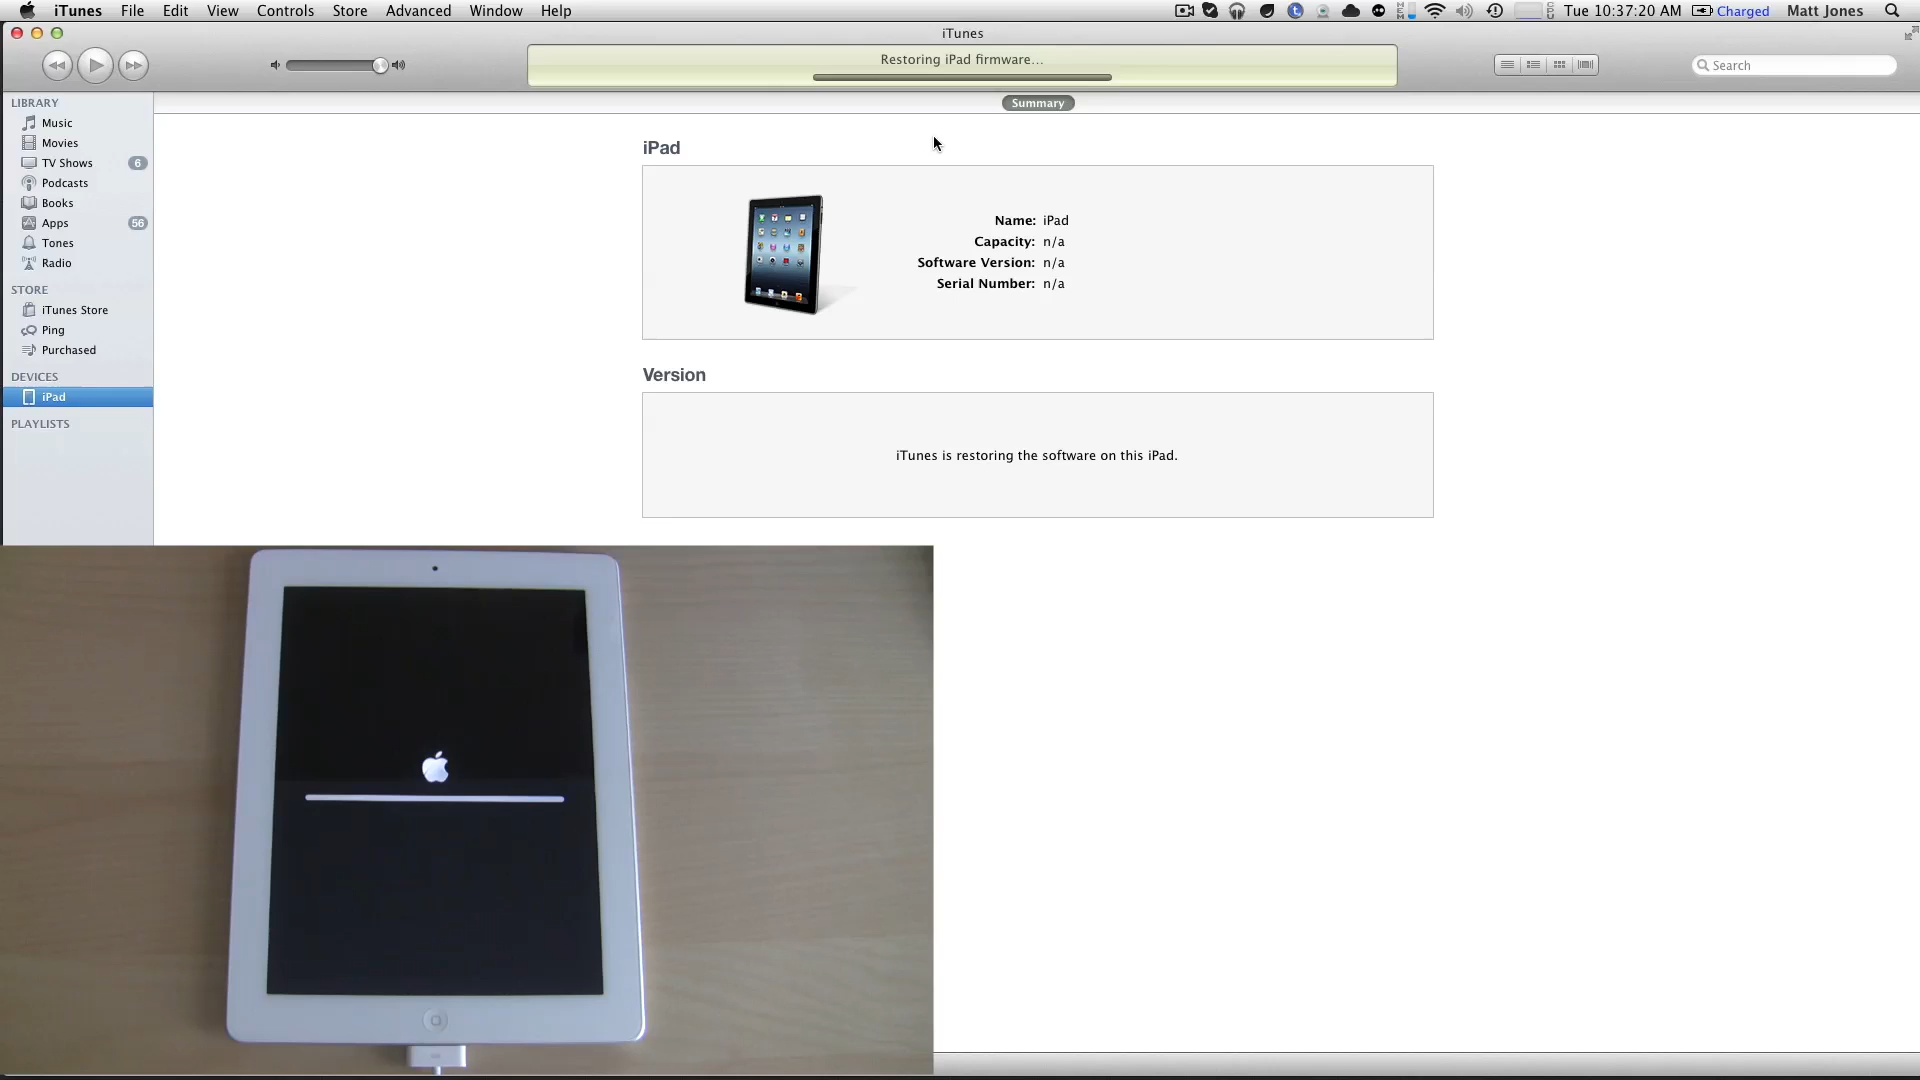 iTunes File Edit View Controls Store Advanced Window Help
Tue 10:37:20 AM Charged Matt Jones
iTunes
Restoring iPad firmware...
Search
Summary
LIBRARY
Music
Movies
TV Shows 6
Podcasts
Books
Apps 56
Tones
Radio
STORE
iTunes Store
Ping
Purchased
DEVICES
iPad
PLAYLISTS
iPad
Name: iPad
Capacity: n/a
Software Version: n/a
Serial Number: n/a
Version
iTunes is restoring the software on this iPad.